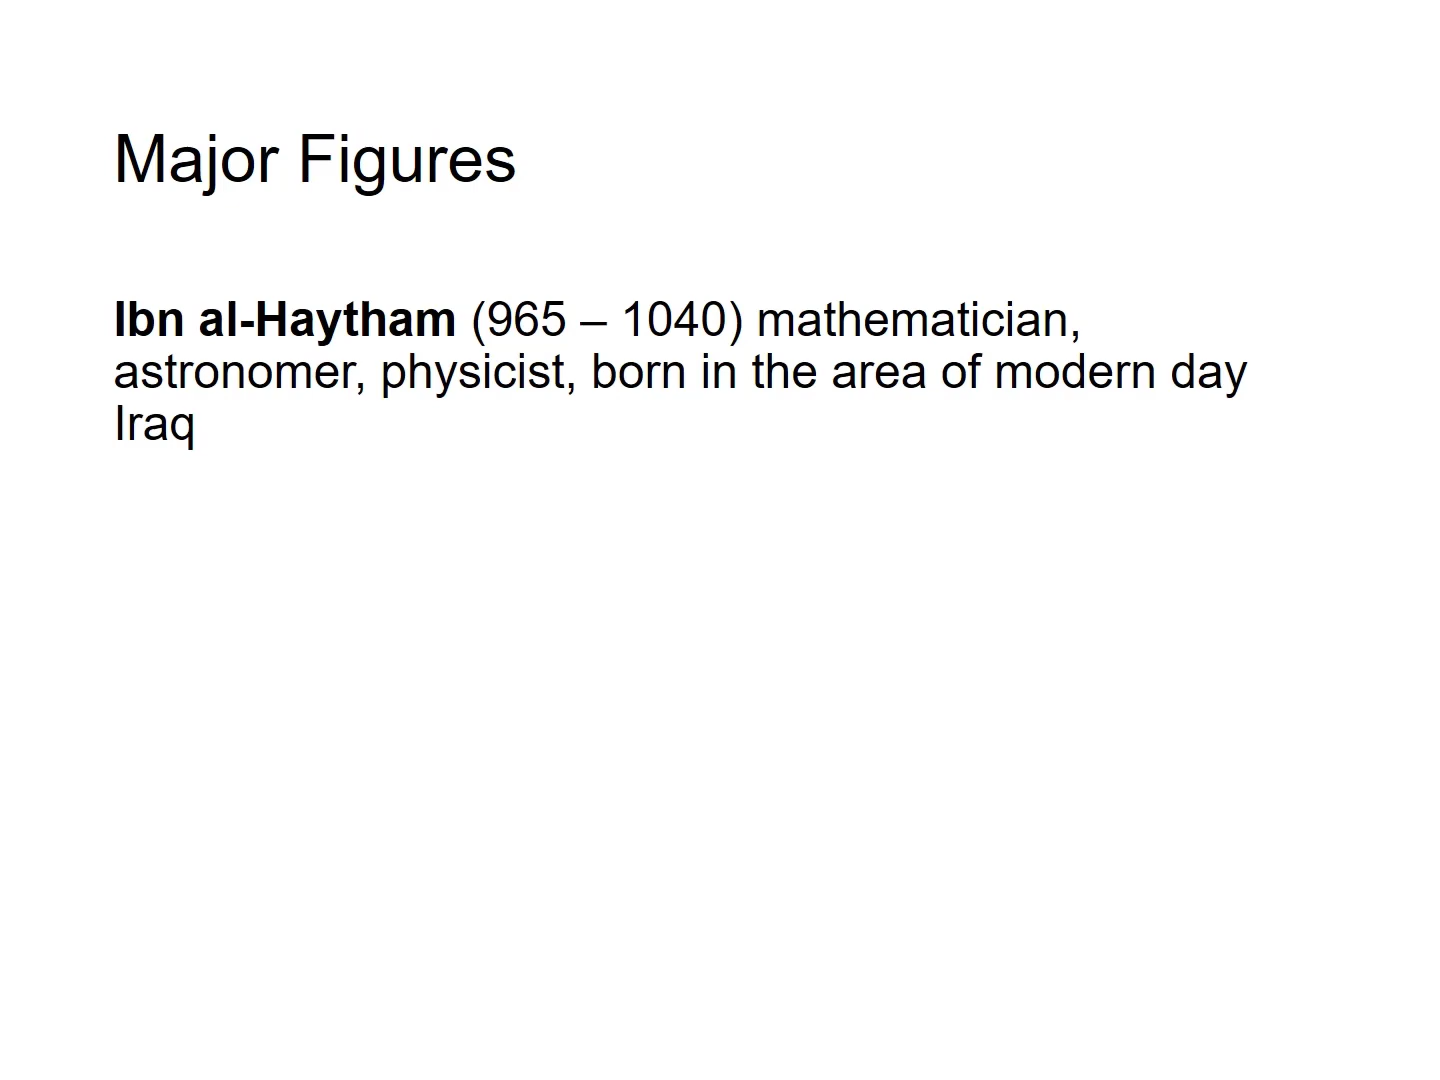 Major Figures
Ibn al-Haytham (965 – 1040) mathematician,
astronomer, physicist, born in the area of modern day
Iraq